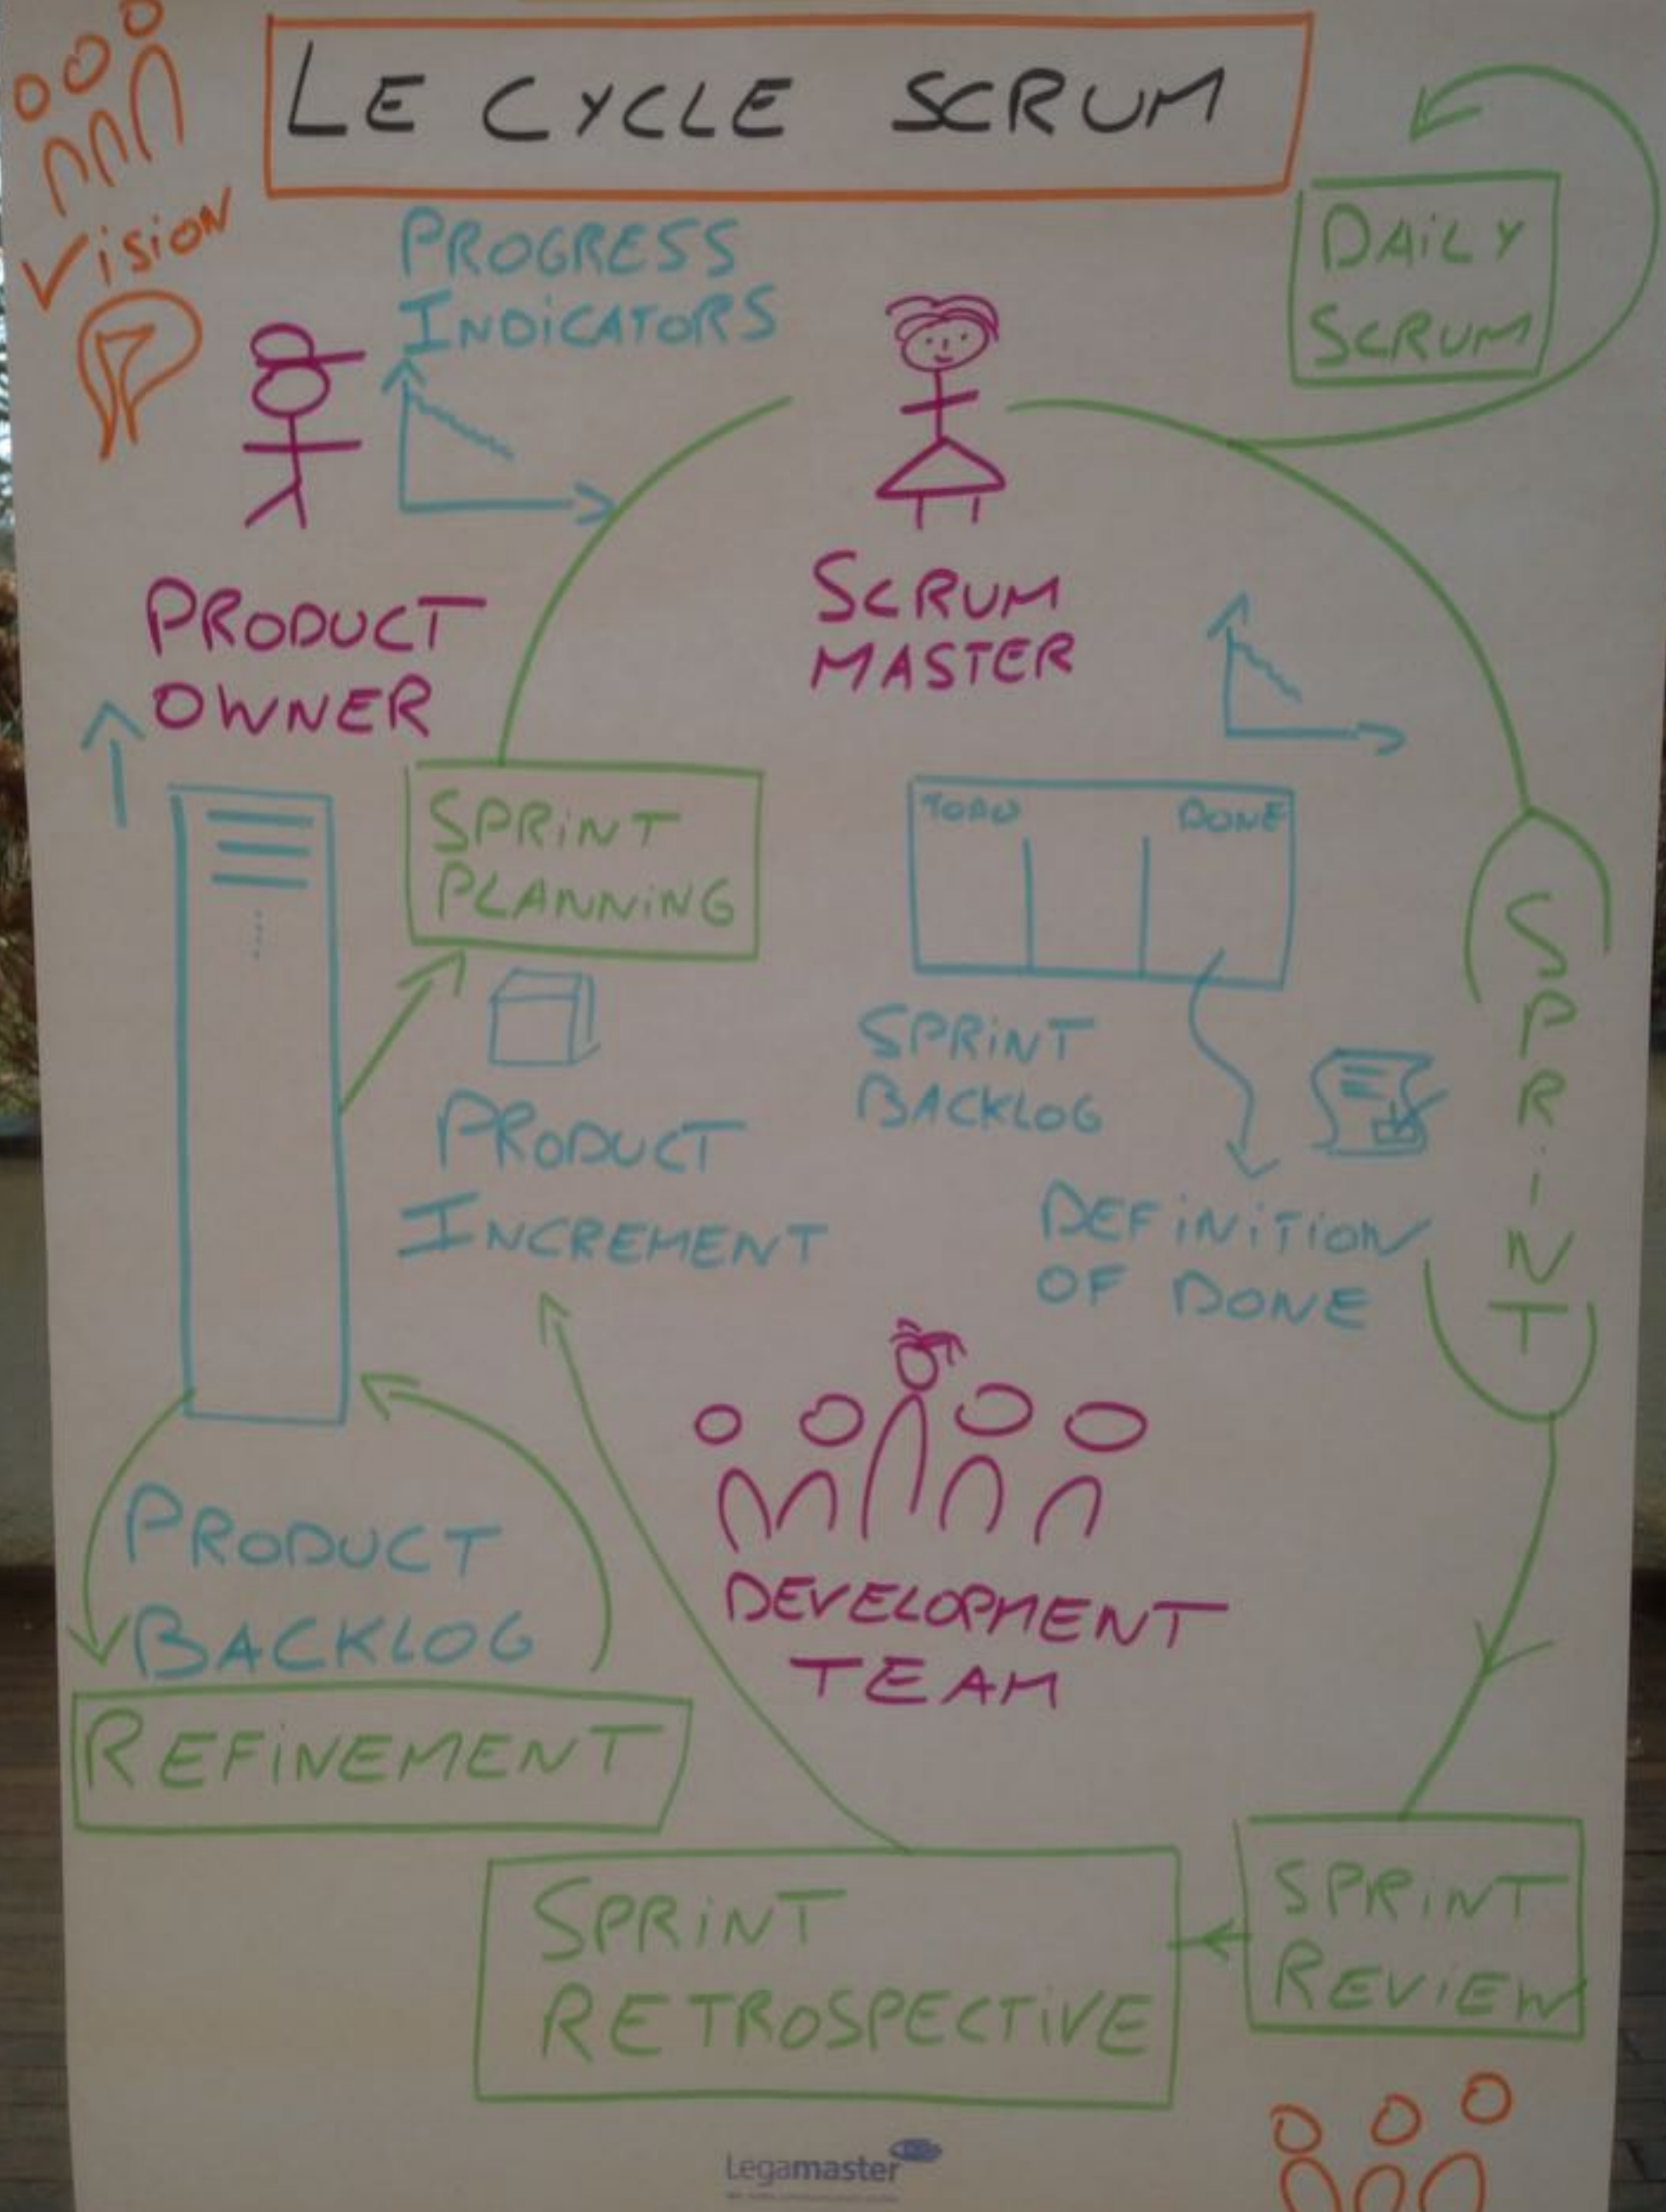 LE CYCLE SCRUM
Vision
PROGRESS
INDiCATORS
DAiLY
SCRUM
PRODUCT
OWNER
SCRUM
MASTER
SPRiNT
PLANNiNG
TODO
DONE
SPRiNT
SPRiNT
BACKLOG
PRODUCT
INCREMENT
DEFiNiTiON
OF DONE
DEVELOPMENT
TEAM
PRODUCT
BACKLOG
REFiNEMENT
SPRiNT
RETROSPECTiVE
SPRiNT
REViEW
Legamaster